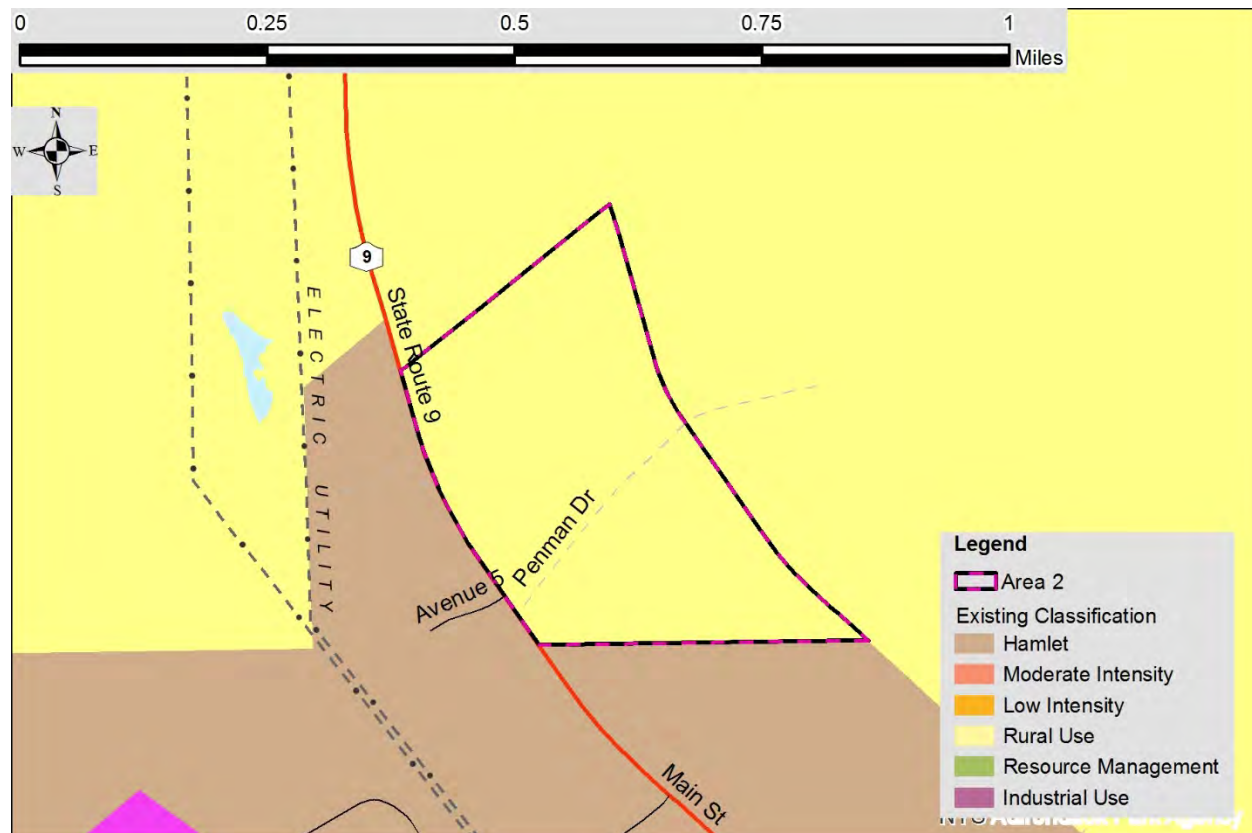 0 0.25 0.5 0.75 1
Miles
N
W E
S
9
State Route 9
ELECTRIC UTILITY
Penman Dr
Avenue 5
Main St
Legend
Area 2
Existing Classification
Hamlet
Moderate Intensity
Low Intensity
Rural Use
Resource Management
Industrial Use